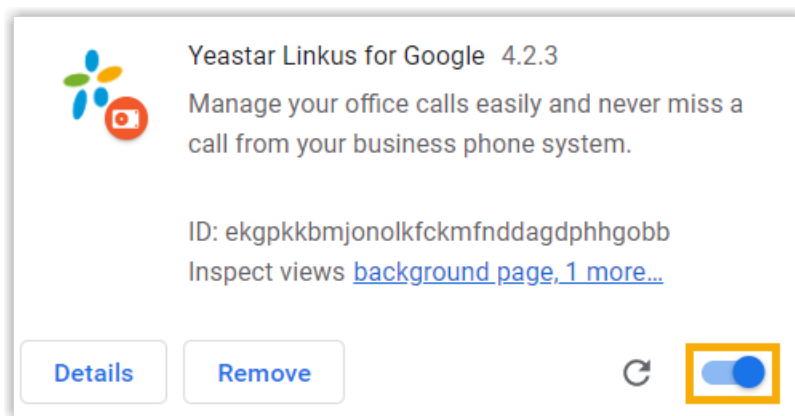 Yeastar Linkus for Google 4.2.3
Manage your office calls easily and never miss a
call from your business phone system.
ID: ekgpkkbmjonolkfckmfnddagdphhgobb
Inspect views background page, 1 more...
Details Remove